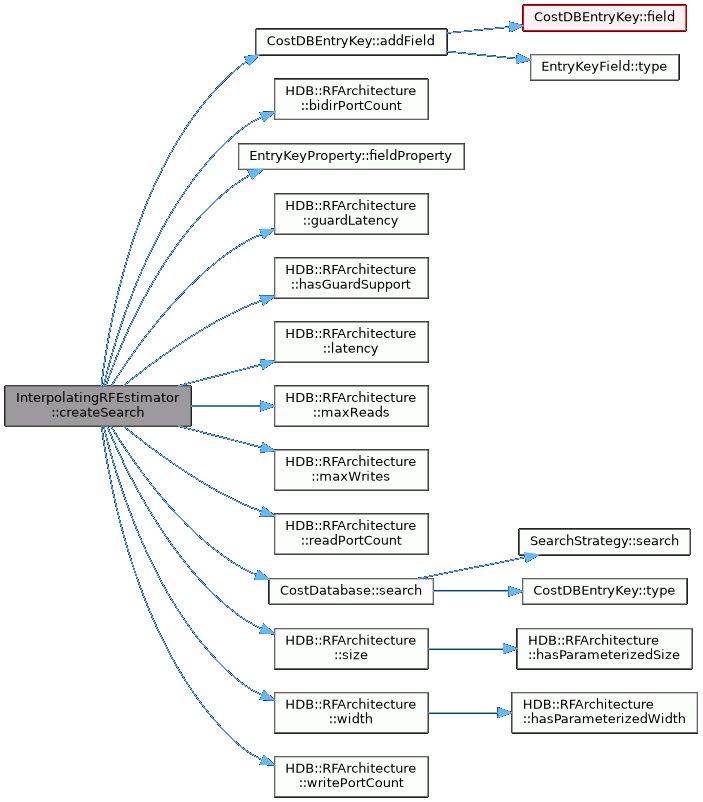 CostDBEntryKey::field
CostDBEntryKey::addField
EntryKeyField::type
HDB::RFArchitecture
::bidirPortCount
EntryKeyProperty::fieldProperty
HDB::RFArchitecture
::guardLatency
HDB::RFArchitecture
::hasGuardSupport
HDB::RFArchitecture
::latency
InterpolatingRFEstimator
::createSearch
HDB::RFArchitecture
::maxReads
HDB::RFArchitecture
::maxWrites
HDB::RFArchitecture
::readPortCount
SearchStrategy::search
CostDatabase::search
CostDBEntryKey::type
HDB::RFArchitecture
::size
HDB::RFArchitecture
::hasParameterizedSize
HDB::RFArchitecture
::width
HDB::RFArchitecture
::hasParameterizedWidth
HDB::RFArchitecture
::writePortCount